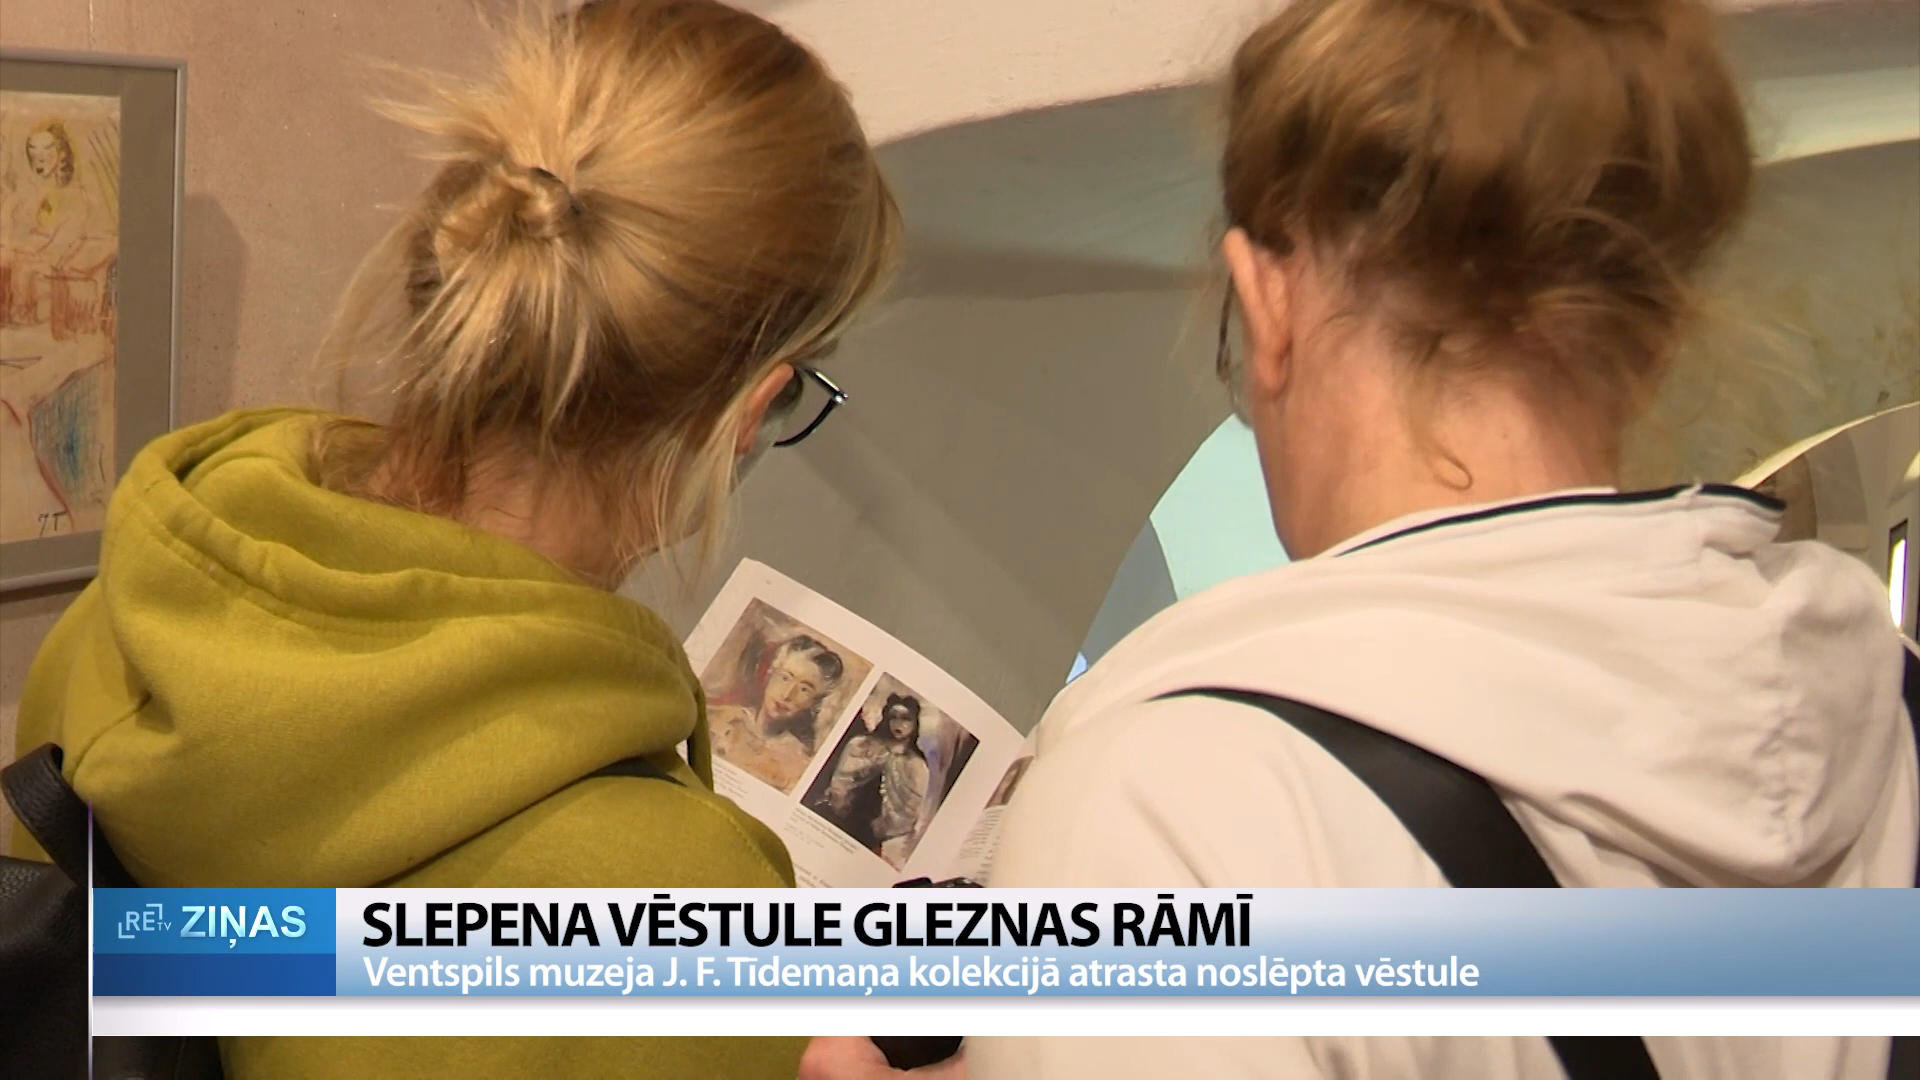 RE TV ZIŅAS
SLEPENA VĒSTULE GLEZNAS RĀMĪ
Ventspils muzeja J. F. Tīdemaņa kolekcijā atrasta noslēpta vēstule